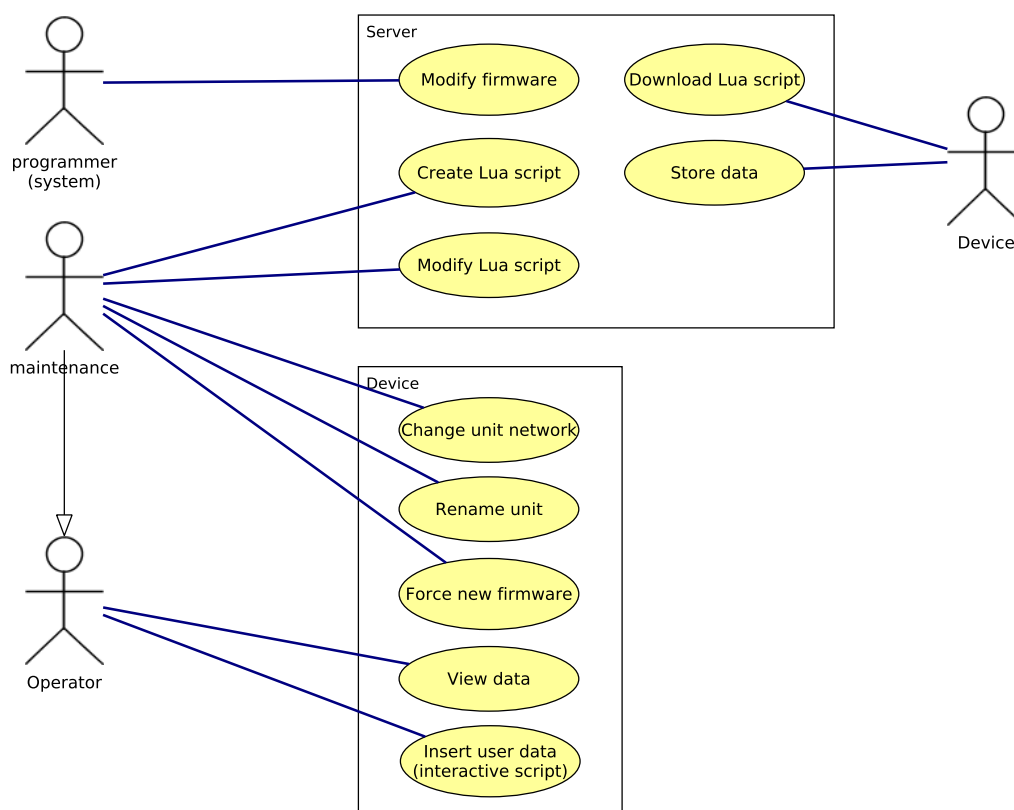 Server
Modify firmware
Download Lua script
programmer
(system)
Create Lua script
Store data
Device
Modify Lua script
maintenance
Device
Change unit network
Rename unit
Force new firmware
Operator
View data
Insert user data
(interactive script)